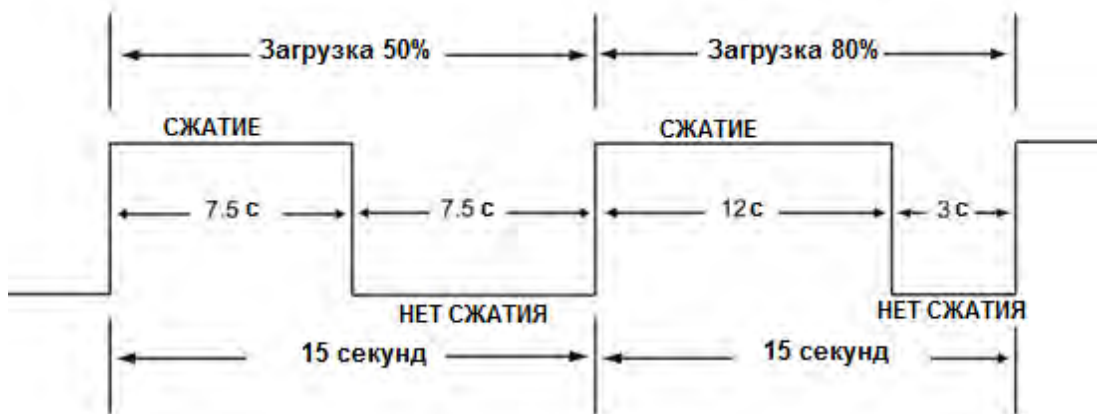 Загрузка 50%
Загрузка 80%
СЖАТИЕ
СЖАТИЕ
7.5 с
7.5 с
12 с
3 с
НЕТ СЖАТИЯ
НЕТ СЖАТИЯ
15 секунд
15 секунд